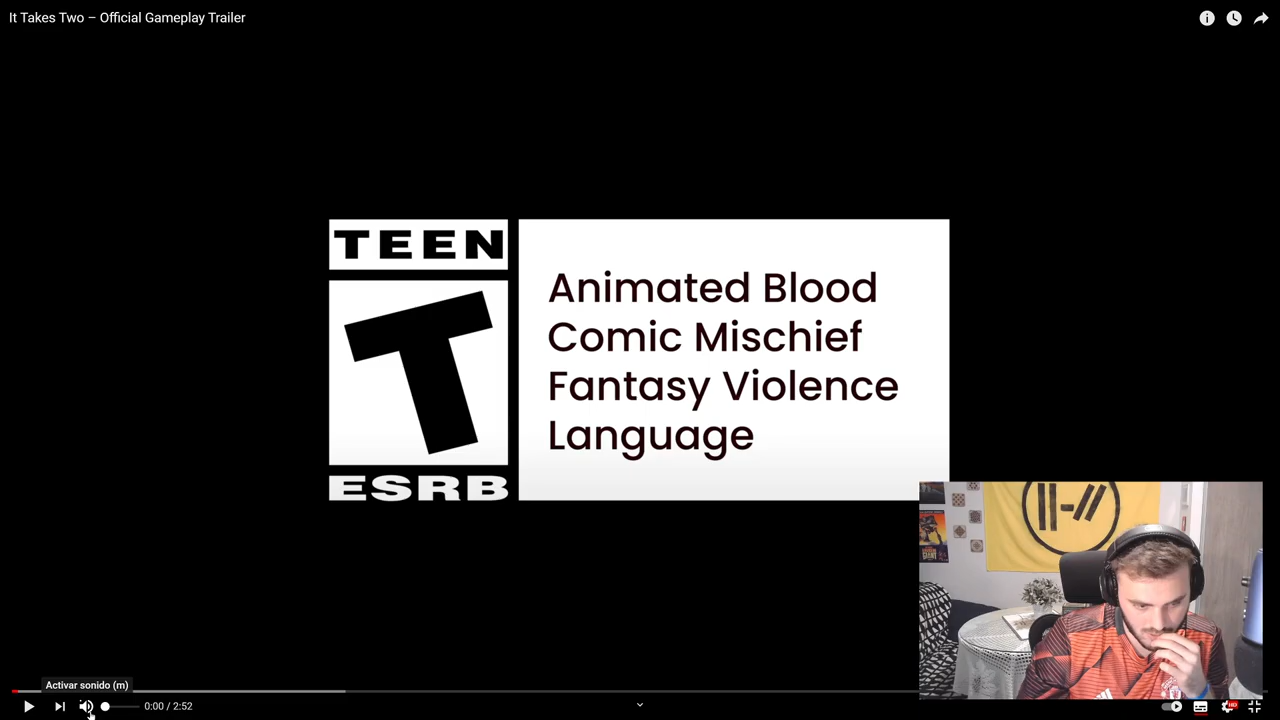 It Takes Two – Official Gameplay Trailer
TEEN
T
ESRB
Animated Blood
Comic Mischief
Fantasy Violence
Language
Activar sonido (m)
0:00 / 2:52
HD